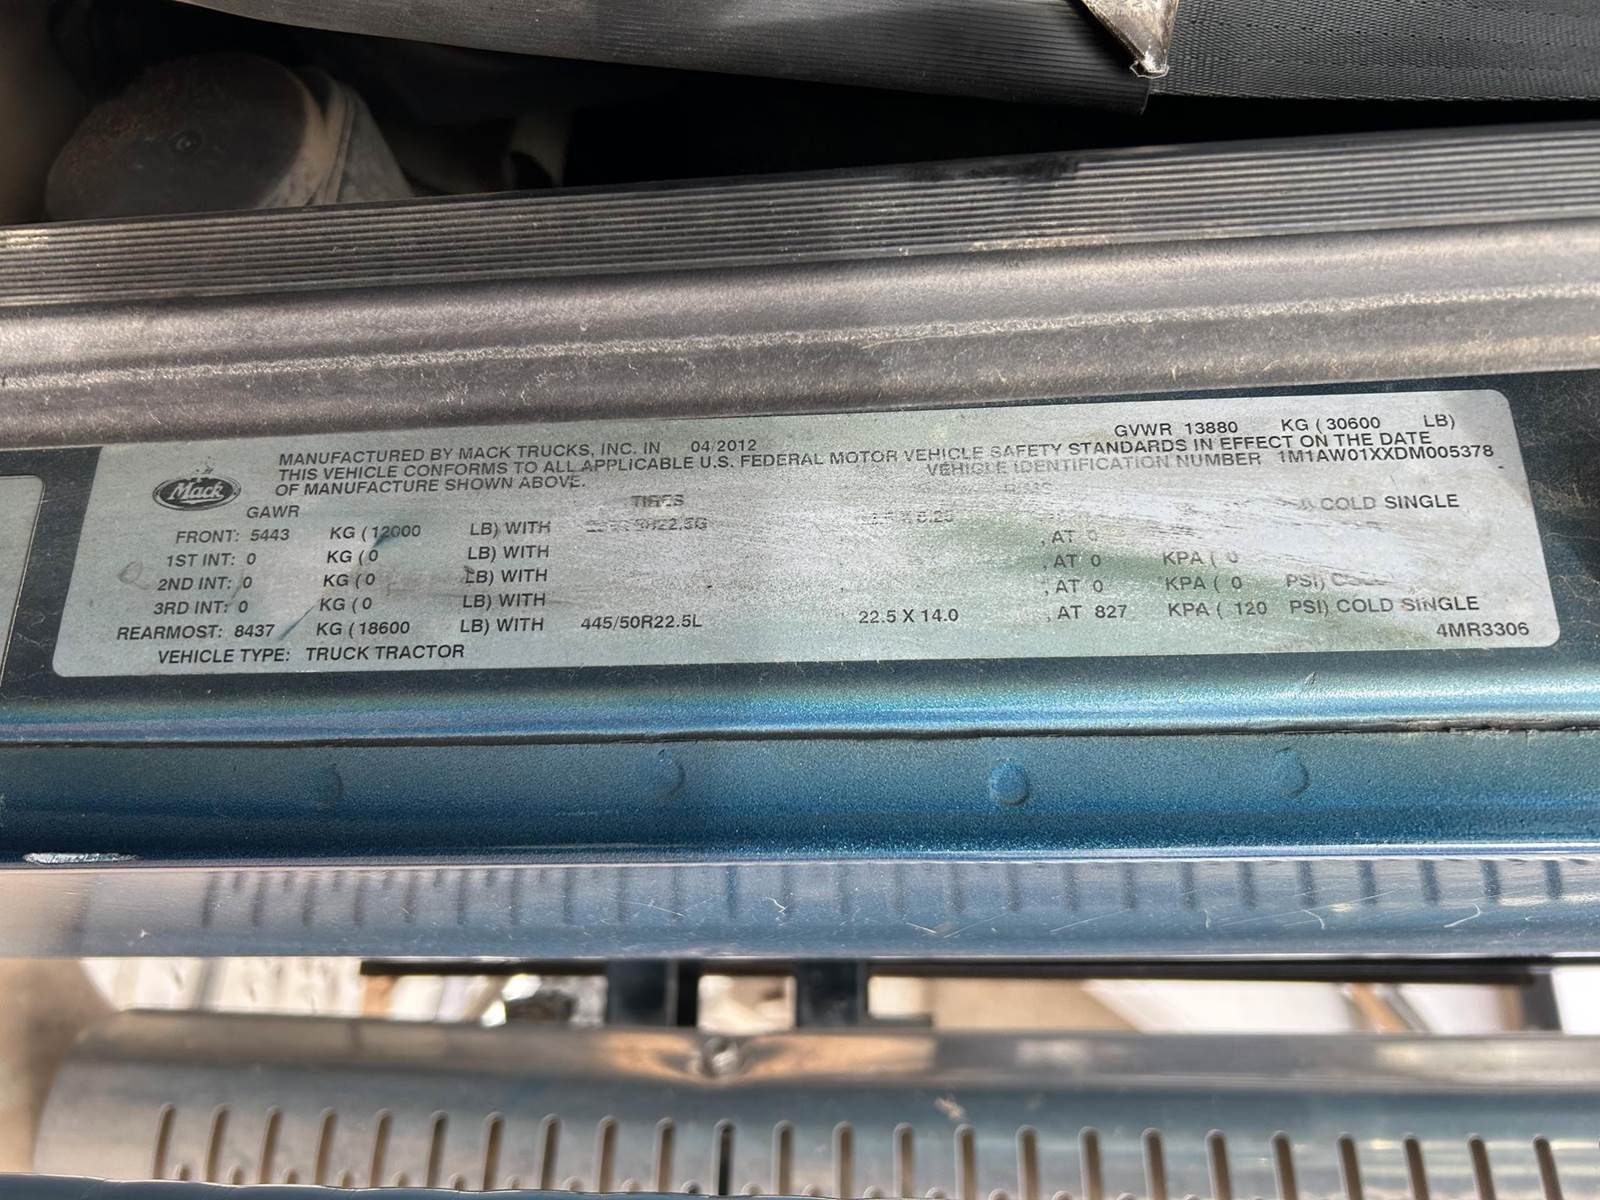 GVWR 13880 KG ( 30600 LB)
MANUFACTURED BY MACK TRUCKS, INC. IN 04/2012
THIS VEHICLE CONFORMS TO ALL APPLICABLE U.S. FEDERAL MOTOR VEHICLE SAFETY STANDARDS IN EFFECT ON THE DATE
OF MANUFACTURE SHOWN ABOVE. VEHICLE IDENTIFICATION NUMBER 1M1AW01XXDM005378
Mack
GAWR TIRES COLD SINGLE
FRONT: 5443 KG ( 12000 LB) WITH , AT 0
1ST INT: 0 KG ( 0 LB) WITH , AT 0 KPA ( 0
2ND INT: 0 KG ( 0 LB) WITH , AT 0 KPA ( 0 PSI)
3RD INT: 0 KG ( 0 LB) WITH
REARMOST: 8437 KG ( 18600 LB) WITH 445/50R22.5L 22.5 X 14.0 , AT 827 KPA ( 120 PSI) COLD SINGLE
VEHICLE TYPE: TRUCK TRACTOR 4MR3306